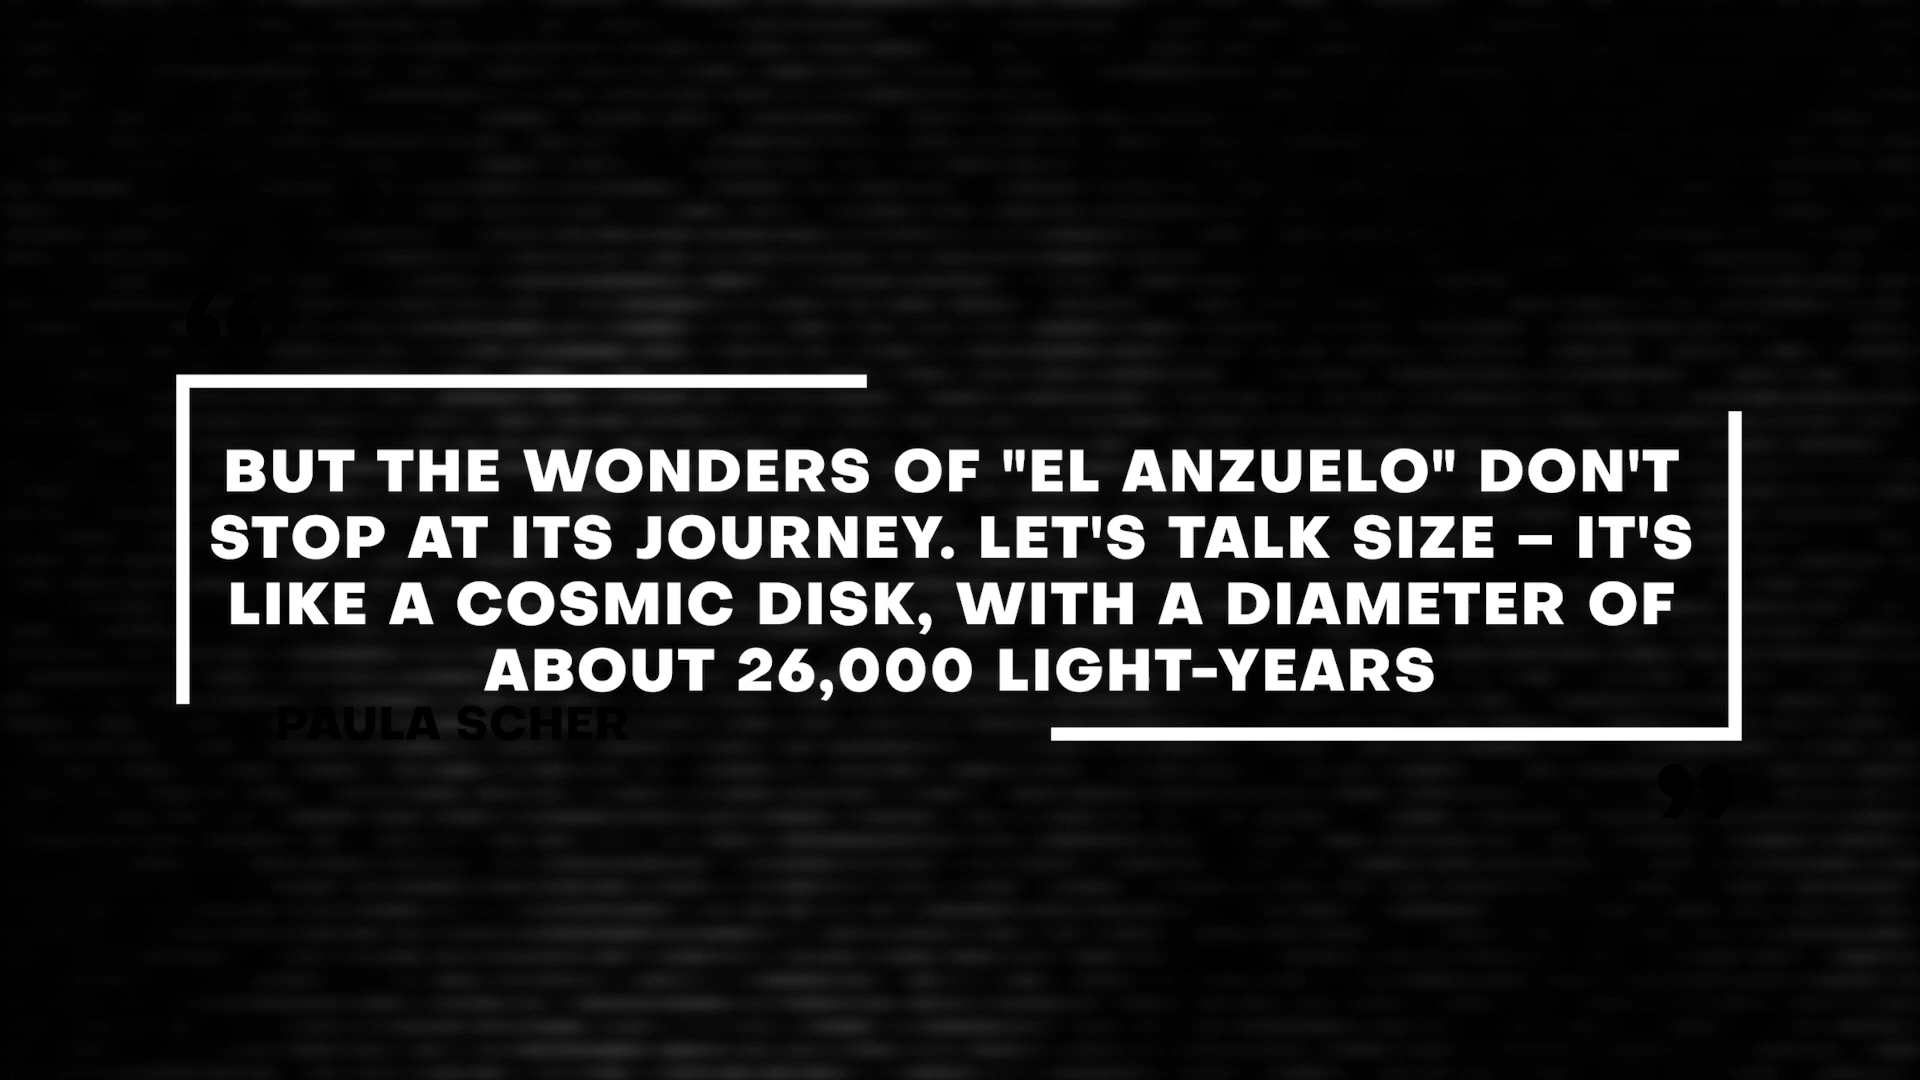 “
BUT THE WONDERS OF "EL ANZUELO" DON'T
STOP AT ITS JOURNEY. LET'S TALK SIZE – IT'S
LIKE A COSMIC DISK, WITH A DIAMETER OF
ABOUT 26,000 LIGHT-YEARS
PAULA SCHER
”